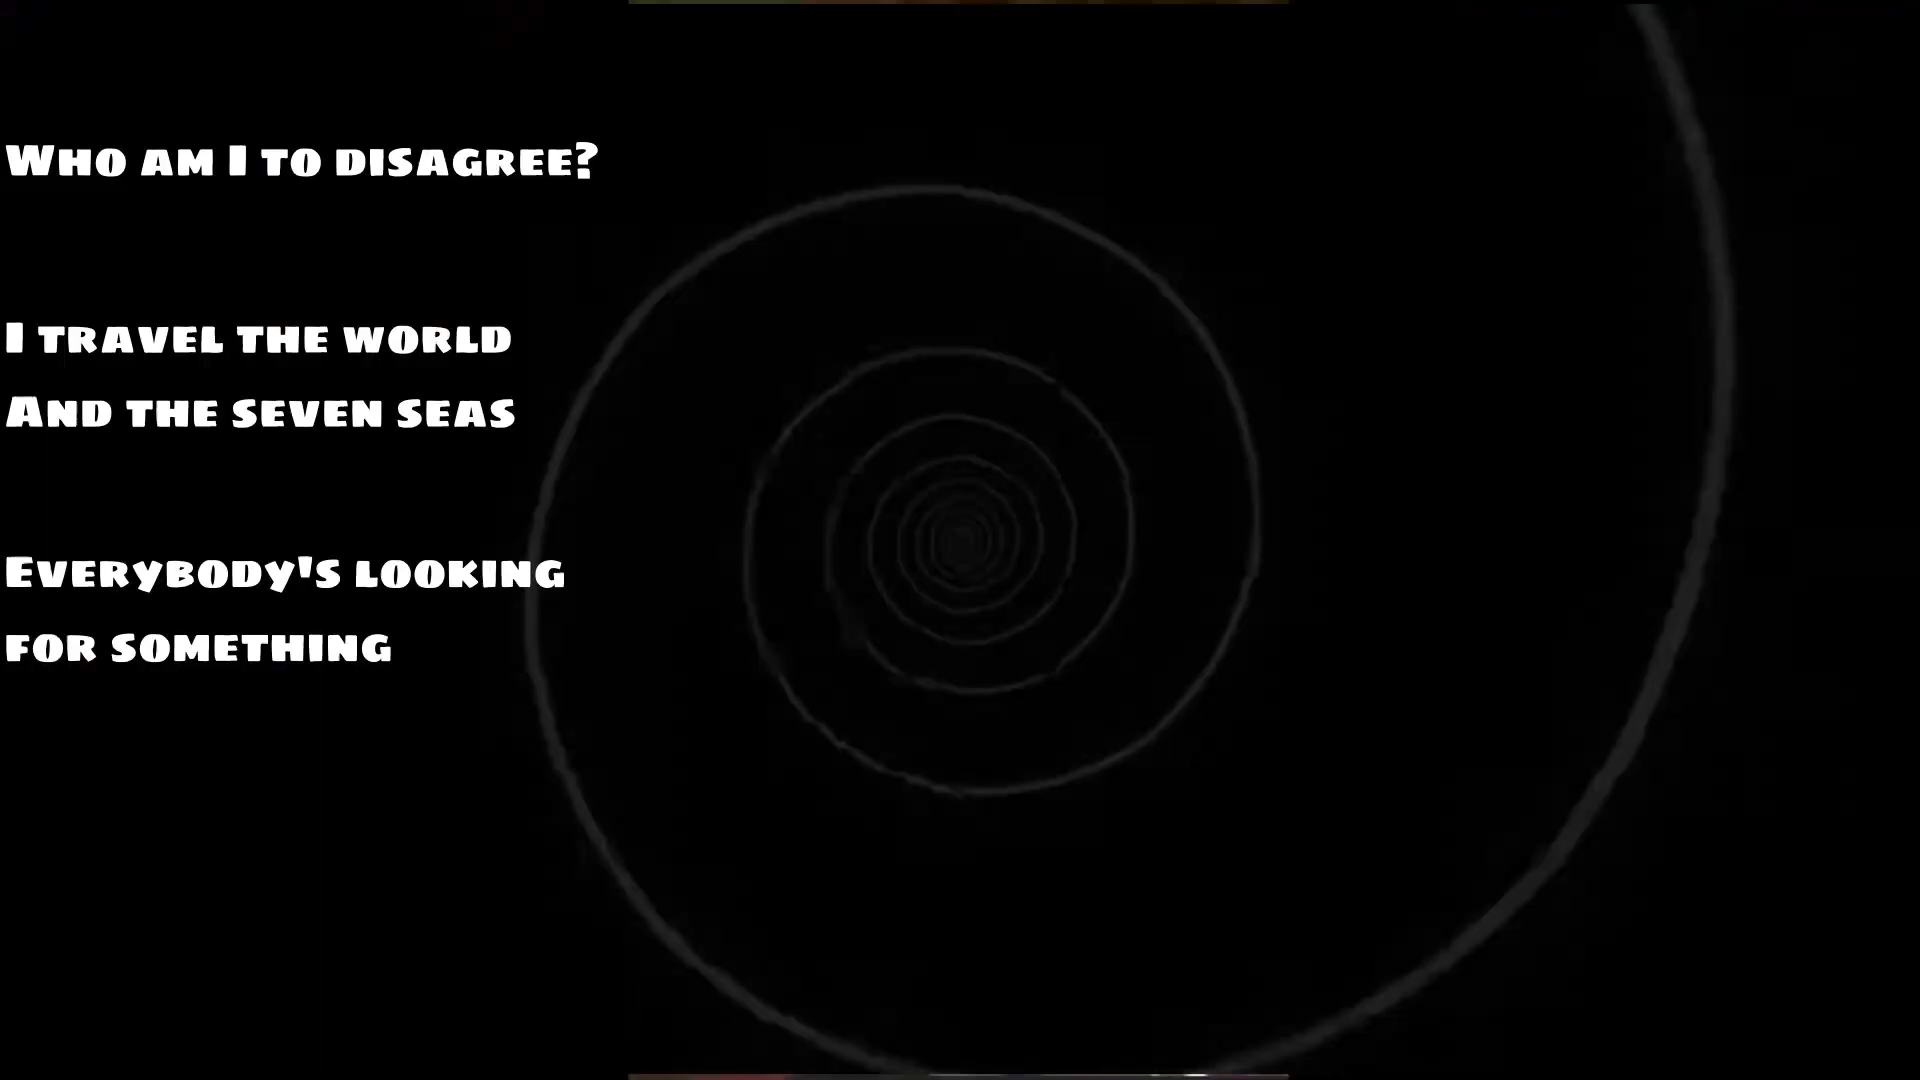 Who am I to disagree?
I travel the world
And the seven seas
Everybody's looking
for something